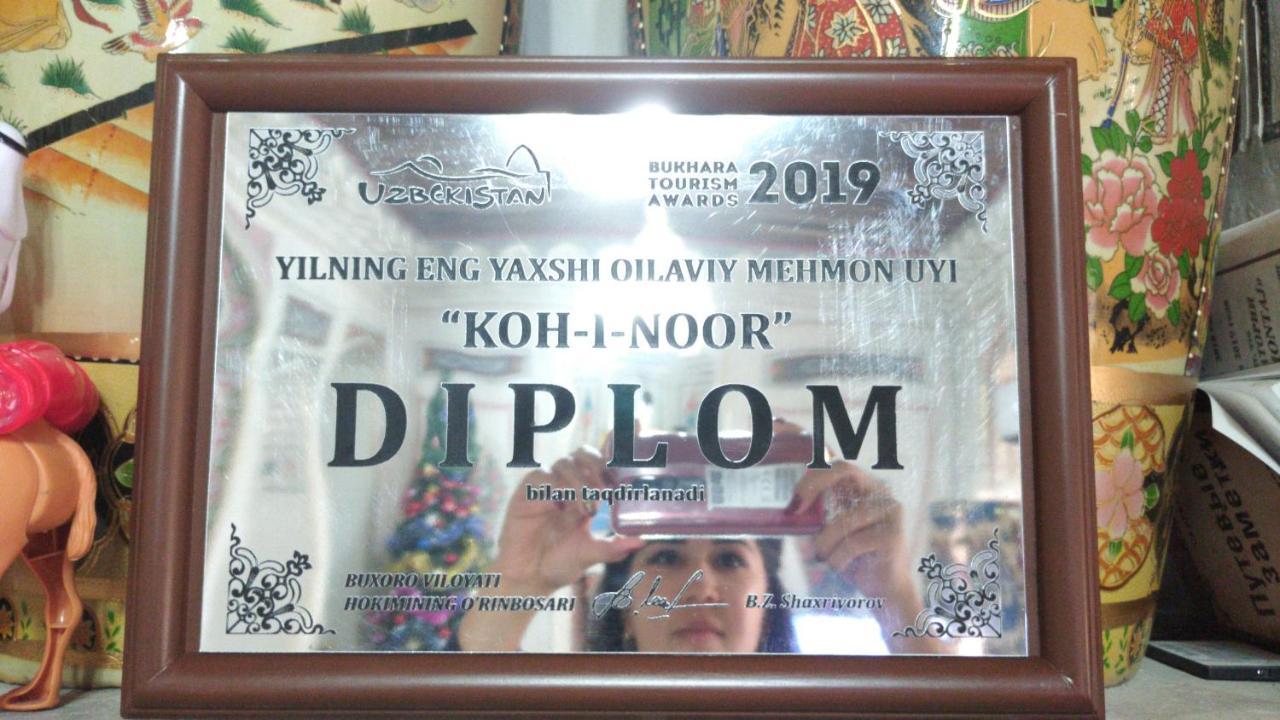 UZBEKISTAN
BUKHARA
TOURISM
AWARDS 2019
YILNING ENG YAXSHI OILAVIY MEHMON UYI
“KOH-I-NOOR”
DIPLOM
bilan taqdirlanadi
BUXORO VILOYATI
HOKIMINING O'RINBOSARI
B.Z. Shaxriyorov